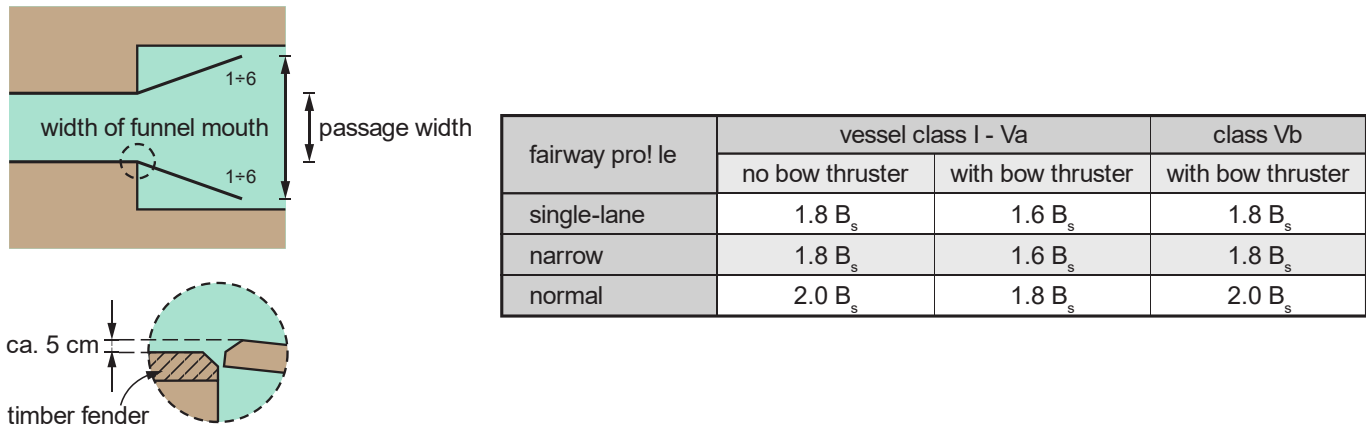 1÷6
width of funnel mouth
passage width
1÷6
ca. 5 cm
timber fender
fairway pro! le
vessel class I - Va
class Vb
no bow thruster
with bow thruster
with bow thruster
single-lane
1.8 Bs
1.6 Bs
1.8 Bs
narrow
1.8 Bs
1.6 Bs
1.8 Bs
normal
2.0 Bs
1.8 Bs
2.0 Bs